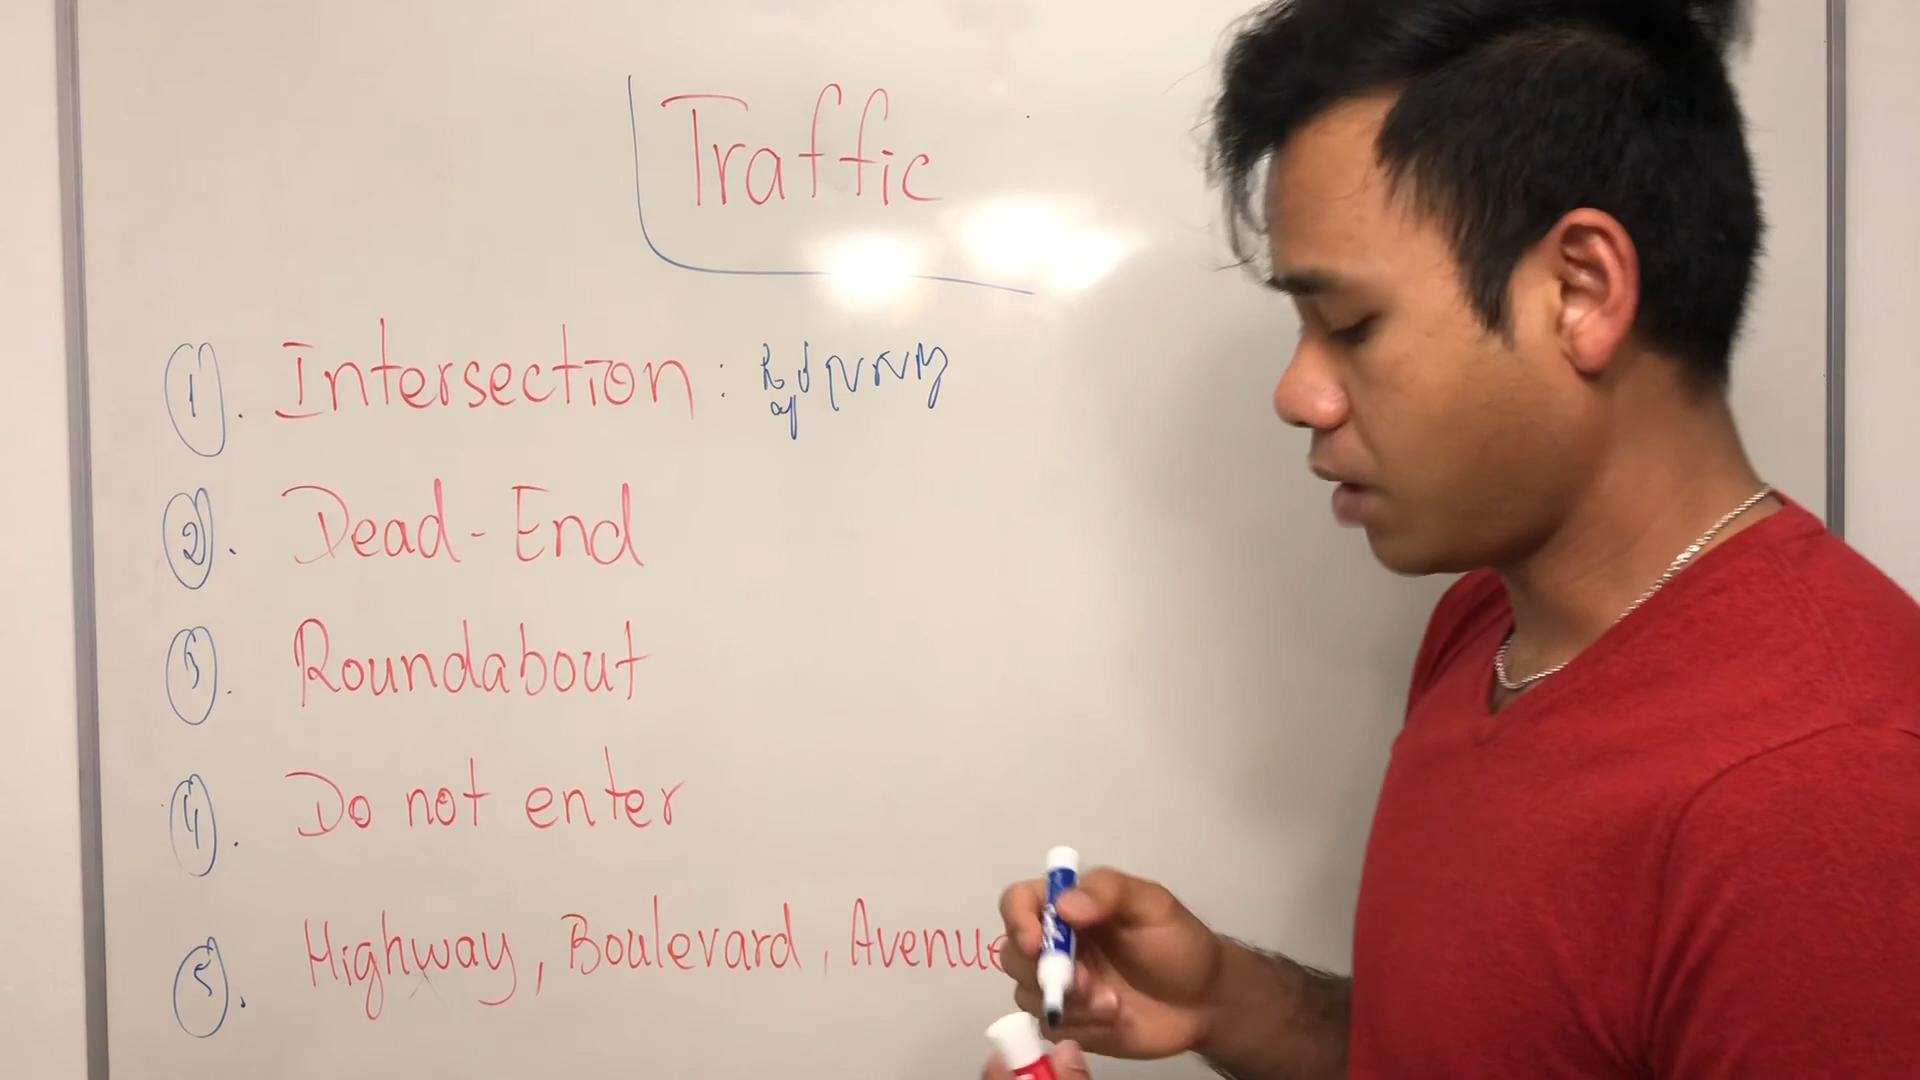 Traffic
1. Intersection :
2. Dead-End
3. Roundabout
4. Do not enter
5. Highway, Boulevard, Avenue